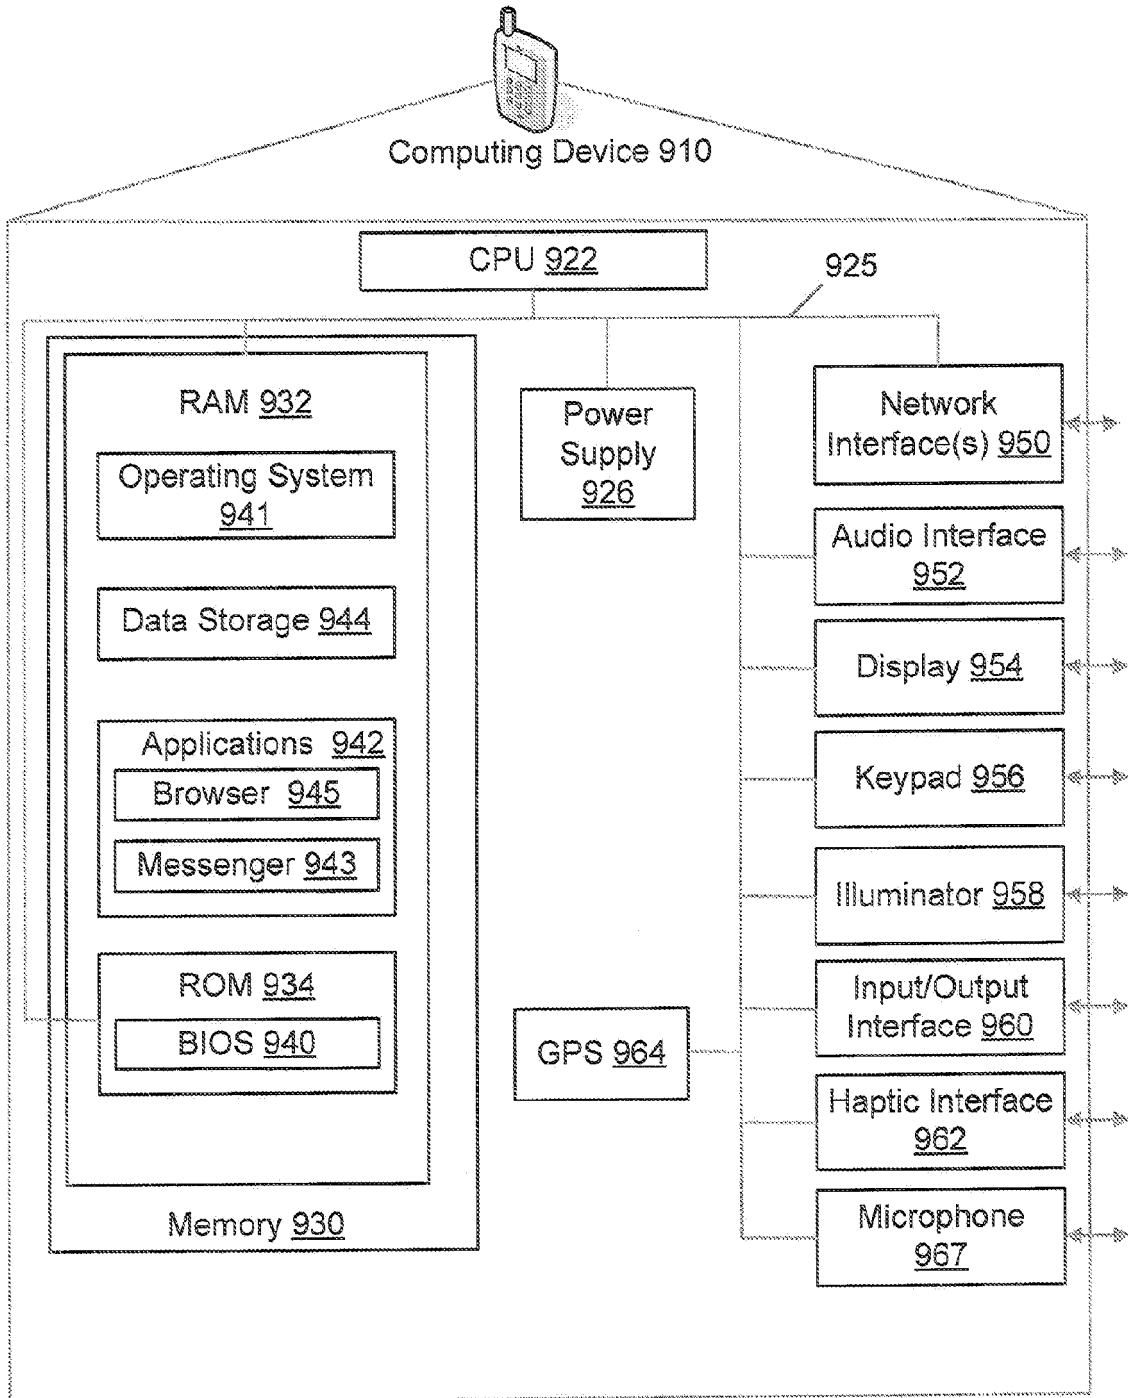 Computing Device 910
CPU 922
925
RAM 932
Operating System
941
Data Storage 944
Applications 942
Browser 945
Messenger 943
ROM 934
BIOS 940
Memory 930
Power
Supply
926
GPS 964
Network
Interface(s) 950
Audio Interface
952
Display 954
Keypad 956
Illuminator 958
Input/Output
Interface 960
Haptic Interface
962
Microphone
967